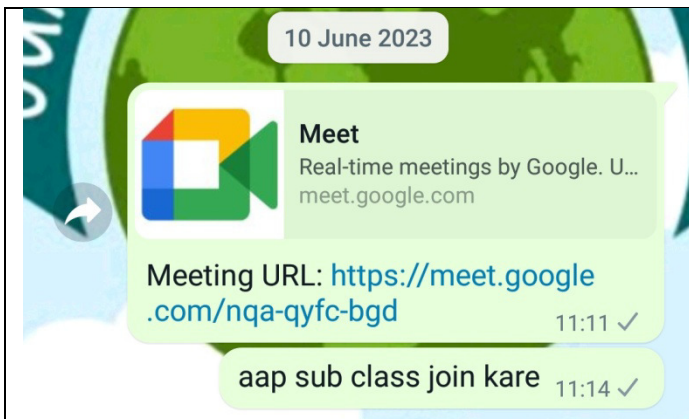 10 June 2023
Meet
Real-time meetings by Google. U...
meet.google.com
Meeting URL: https://meet.google
.com/nqa-qyfc-bgd
11:11
aap sub class join kare
11:14